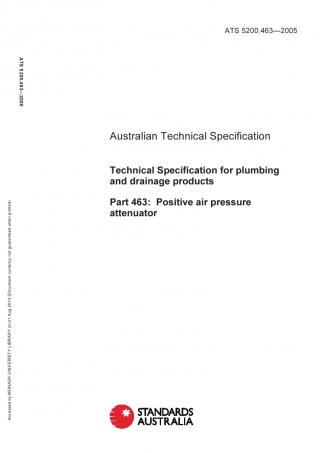 ATS 5200.463—2005
ATS 5200.463—2005
Australian Technical Specification
Technical Specification for plumbing
and drainage products
Part 463: Positive air pressure
attenuator
Accessed by MONASH UNIVERSITY LIBRARY on 21 Aug 2013 (Document currency not guaranteed when printed)
STANDARDS
AUSTRALIA